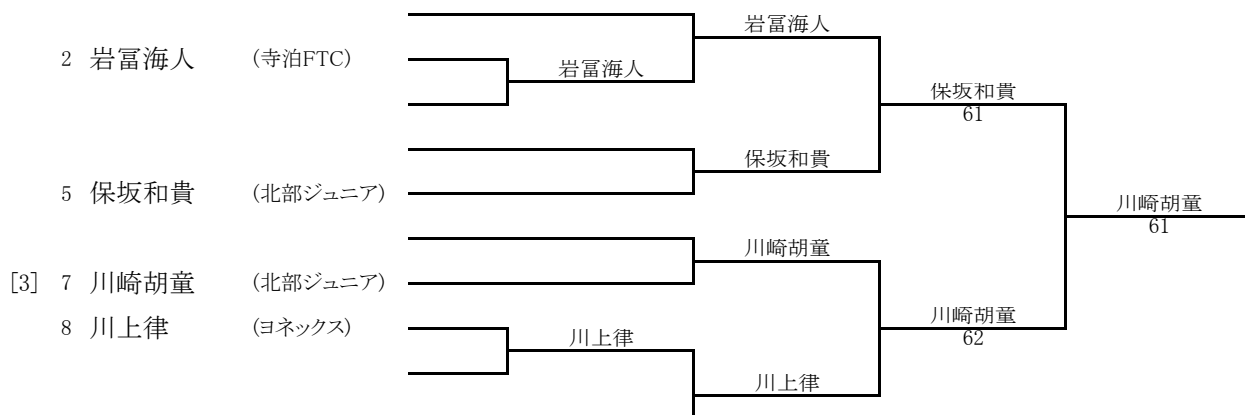 岩冨海人
2 岩冨海人 (寺泊FTC)
岩冨海人
保坂和貴
61
保坂和貴
5 保坂和貴 (北部ジュニア)
川崎胡童
61
川崎胡童
[3] 7 川崎胡童 (北部ジュニア)
8 川上律 (ヨネックス)
川崎胡童
62
川上律
川上律